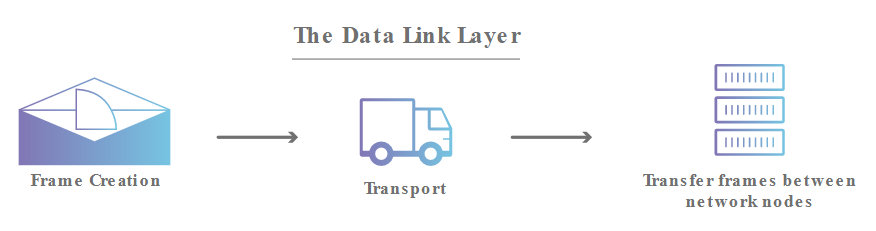 The Data Link Layer
Frame Creation
Transport
Transfer frames between
network nodes